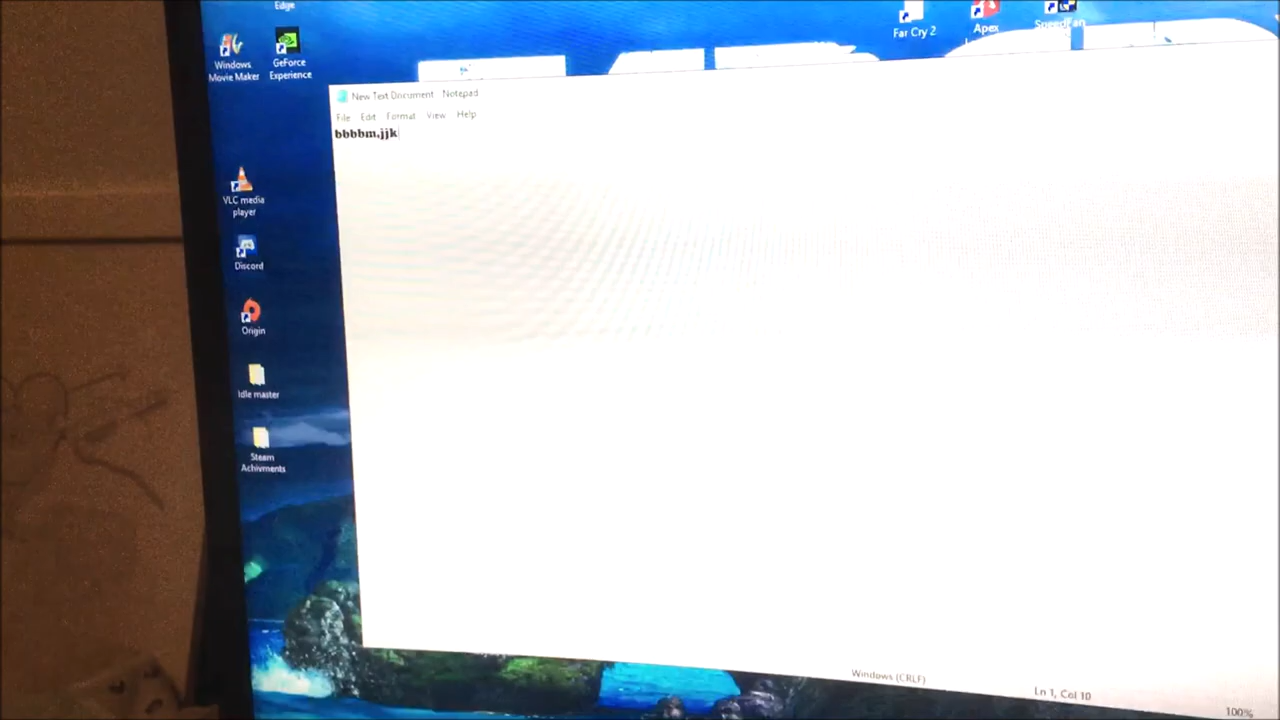 Edge
Far Cry 2
Apex
SpeedFan
Windows
Movie Maker
GeForce
Experience
New Text Document - Notepad
File Edit Format View Help
bbbbm,jjk
VLC media
player
Discord
Origin
Idle master
Steam
Achivments
Windows (CRLF)
Ln 1, Col 10
100%